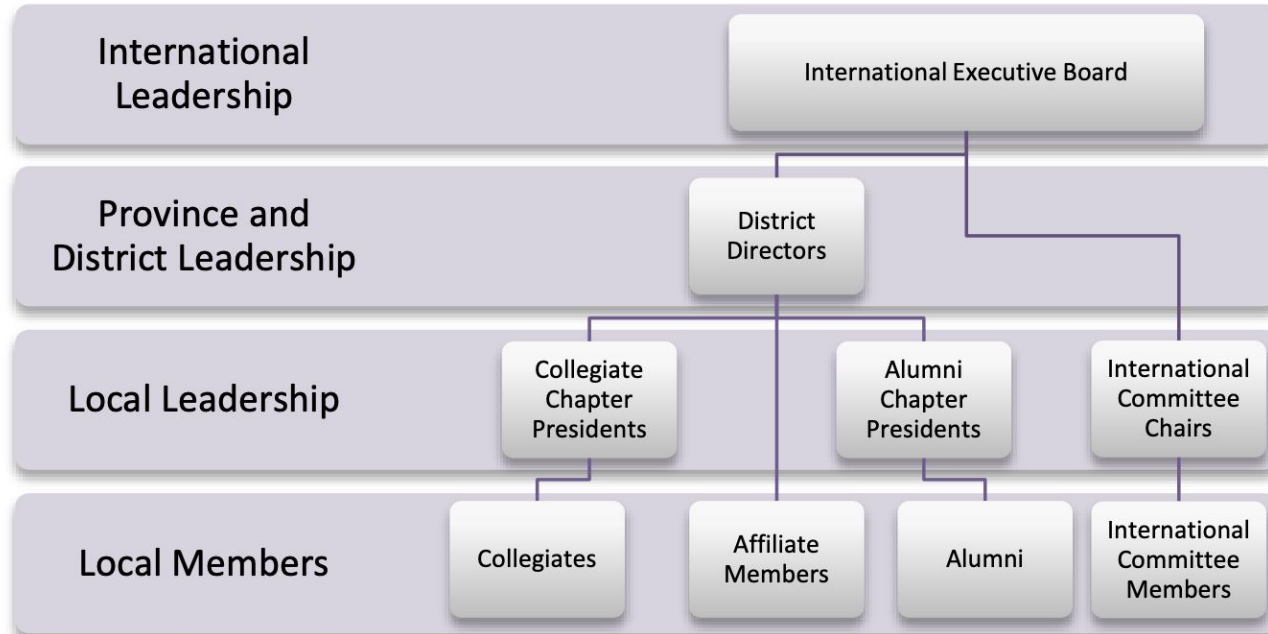 International
Leadership
International Executive Board
Province and
District Leadership
District
Directors
Local Leadership
Collegiate
Chapter
Presidents
Alumni
Chapter
Presidents
International
Committee
Chairs
Local Members
Collegiates
Affiliate
Members
Alumni
International
Committee
Members